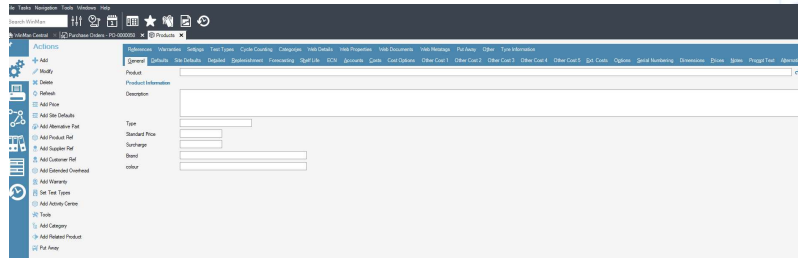 File Tasks Navigation Tools Windows Help
Search WinMan
WinMan Central × Purchase Orders - PO-0000050 × Products ×
Actions
Add
Modify
Delete
Refresh
Add Price
Add Site Defaults
Add Alternative Part
Add Product Ref
Add Supplier Ref
Add Customer Ref
Add Extended Overhead
Add Warranty
Set Test Types
Add Activity Centre
Tools
Add Category
Add Related Product
Put Away
References Warranties Settings Test Types Cycle Counting Categories Web Details Web Properties Web Documents Web Metatags Put Away Other Tyre Information
General Defaults Site Defaults Detailed Replenishment Forecasting Shelf Life ECN Accounts Costs Cost Options Other Cost 1 Other Cost 2 Other Cost 3 Other Cost 4 Other Cost 5 Ext. Costs Options Serial Numbering Dimensions Prices Notes Prompt Text
Product
Product Information
Description
Type
Standard Price
Surcharge
Brand
colour